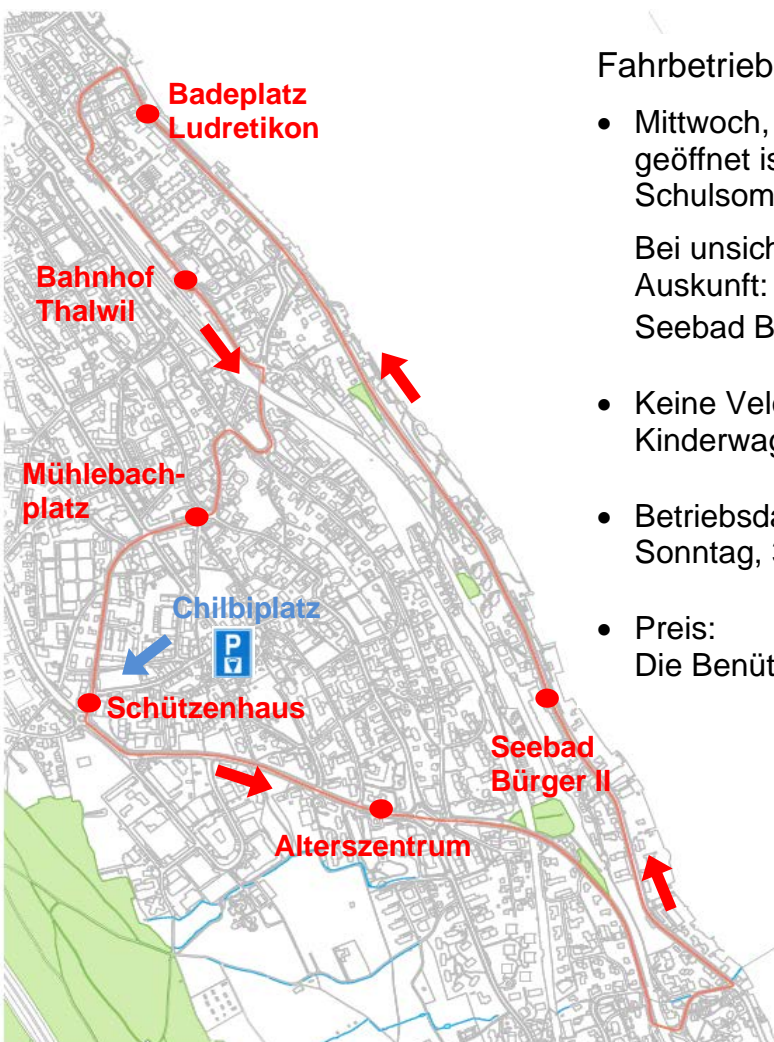 Badeplatz
Ludretikon
Bahnhof
Thalwil
Mühlebach-
platz
Chilbiplatz
P
Schützenhaus
Seebad
Bürger II
Alterszentrum
Fahrbetrieb
• Mittwoch,
geöffnet is
Schulsom
Bei unsich
Auskunft:
Seebad B
• Keine Vel
Kinderwag
• Betriebsda
Sonntag,
• Preis:
Die Benüt